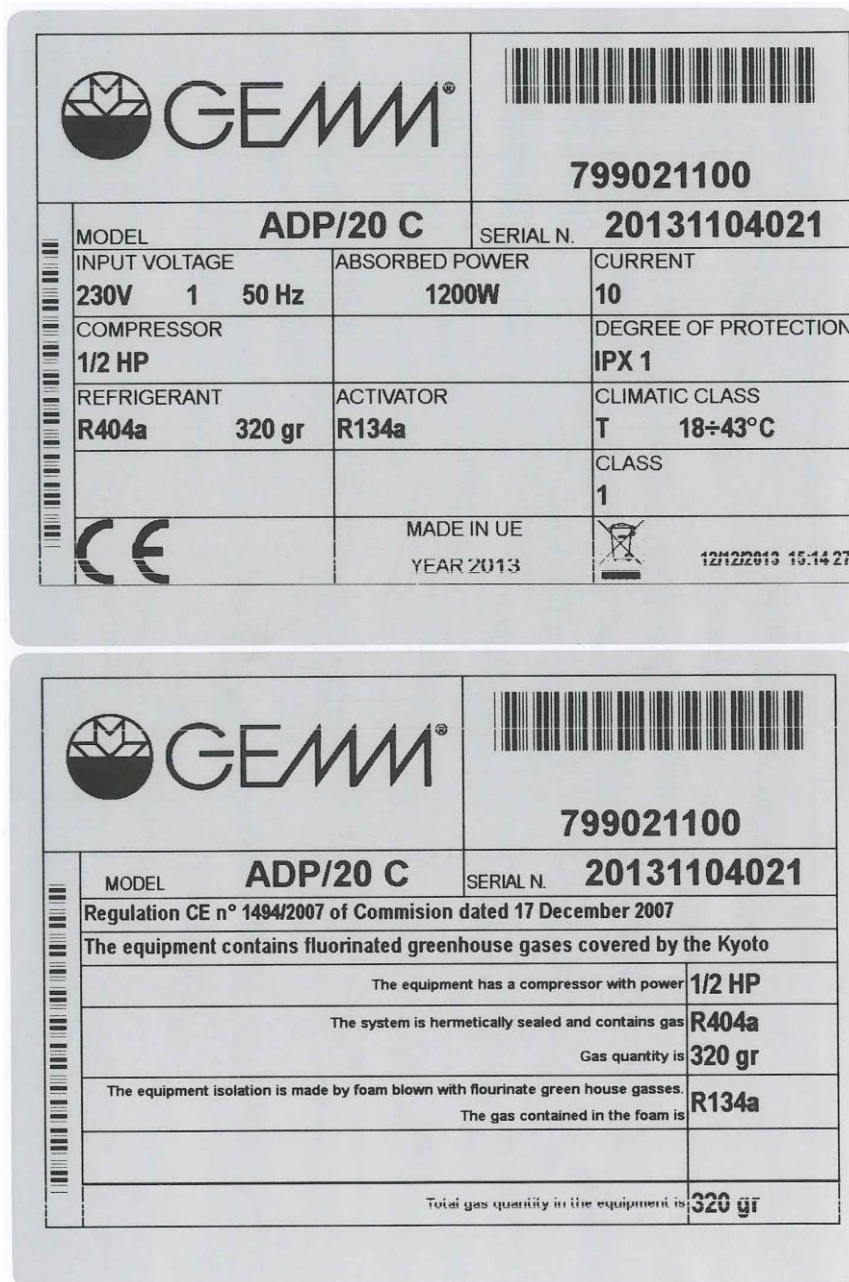 GEMM®
799021100
MODEL ADP/20 C SERIAL N. 20131104021
INPUT VOLTAGE ABSORBED POWER CURRENT
230V 1 50 Hz 1200W 10
COMPRESSOR DEGREE OF PROTECTION
1/2 HP IPX 1
REFRIGERANT ACTIVATOR CLIMATIC CLASS
R404a 320 gr R134a T 18÷43°C
CLASS
1
CE MADE IN UE
YEAR 2013 12/12/2013 15:14 27
GEMM®
799021100
MODEL ADP/20 C SERIAL N. 20131104021
Regulation CE n° 1494/2007 of Commision dated 17 December 2007
The equipment contains fluorinated greenhouse gases covered by the Kyoto
The equipment has a compressor with power 1/2 HP
The system is hermetically sealed and contains gas R404a
Gas quantity is 320 gr
The equipment isolation is made by foam blown with flourinate green house gasses.
The gas contained in the foam is R134a
Total gas quantity in the equipment is 320 gr